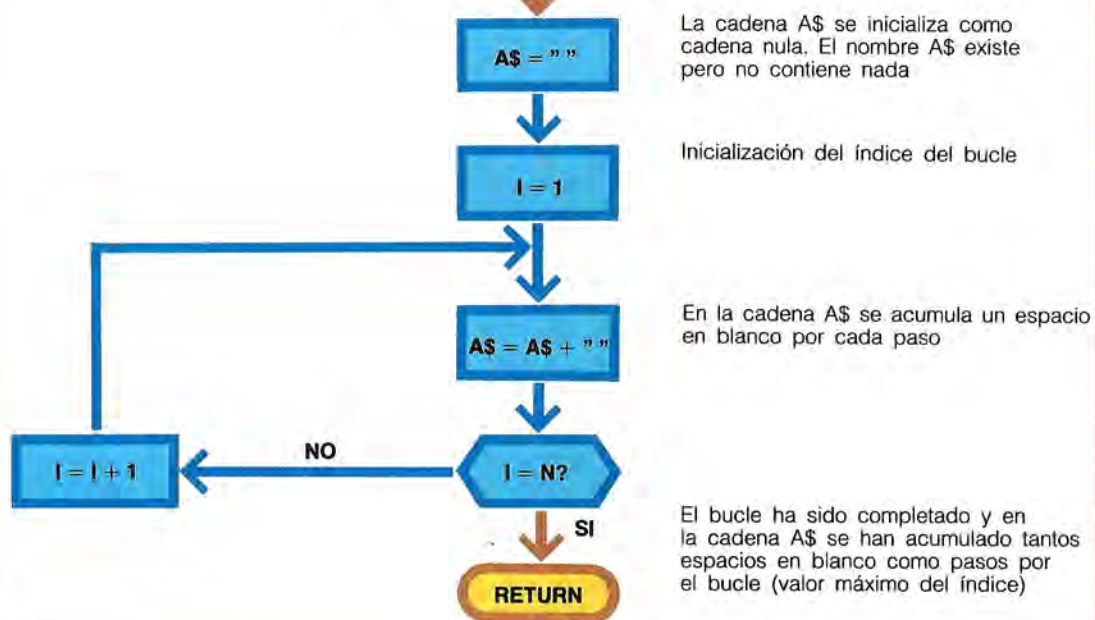 A$ = ” ”
La cadena A$ se inicializa como
cadena nula. El nombre A$ existe
pero no contiene nada
I = 1
Inicialización del índice del bucle
A$ = A$ + ” ”
En la cadena A$ se acumula un espacio
en blanco por cada paso
I = I + 1
NO
I = N?
SI
El bucle ha sido completado y en
la cadena A$ se han acumulado tantos
espacios en blanco como pasos por
el bucle (valor máximo del índice)
RETURN